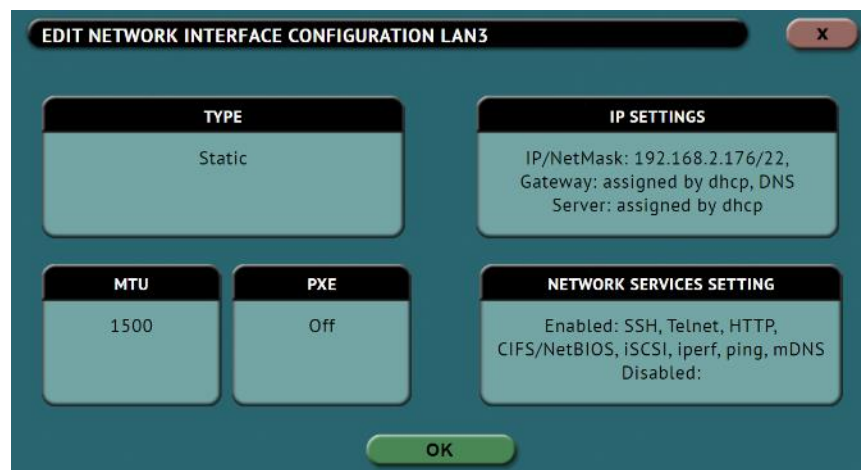 EDIT NETWORK INTERFACE CONFIGURATION LAN3
X
TYPE
Static
IP SETTINGS
IP/NetMask: 192.168.2.176/22,
Gateway: assigned by dhcp, DNS
Server: assigned by dhcp
MTU
1500
PXE
Off
NETWORK SERVICES SETTING
Enabled: SSH, Telnet, HTTP,
CIFS/NetBIOS, iSCSI, iperf, ping, mDNS
Disabled:
OK